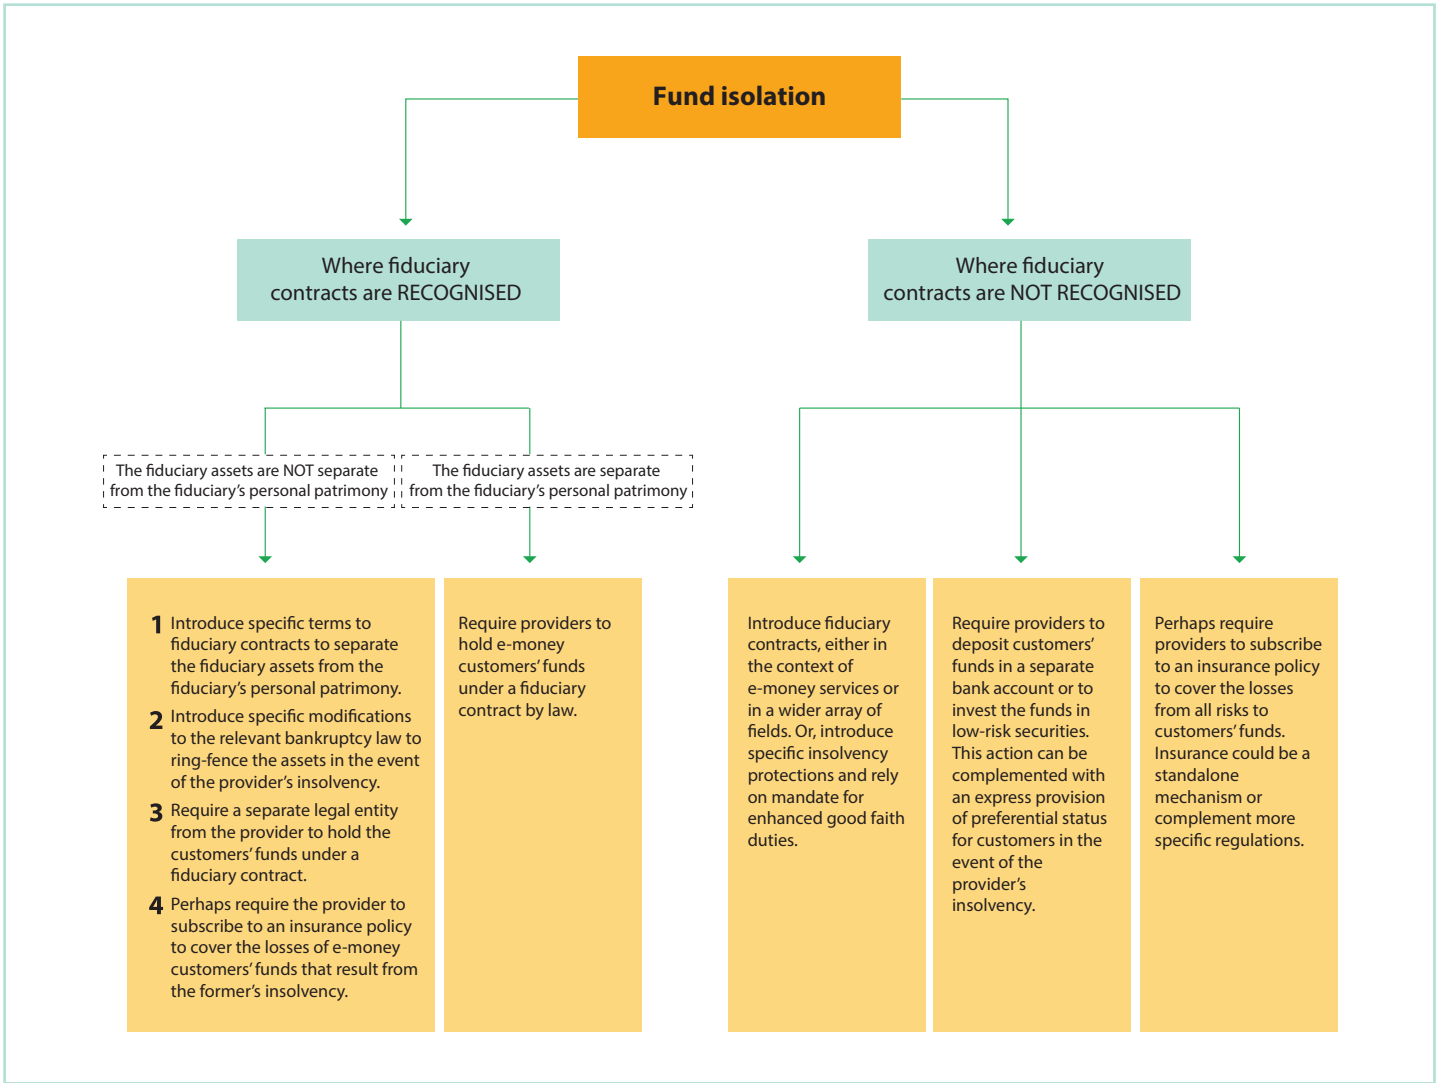 Fund isolation
Where fiduciary
contracts are RECOGNISED
Where fiduciary
contracts are NOT RECOGNISED
The fiduciary assets are NOT separate
from the fiduciary’s personal patrimony
The fiduciary assets are separate
from the fiduciary’s personal patrimony
1 Introduce specific terms to
fiduciary contracts to separate
the fiduciary assets from the
fiduciary’s personal patrimony.
2 Introduce specific modifications
to the relevant bankruptcy law to
ring-fence the assets in the event
of the provider’s insolvency.
3 Require a separate legal entity
from the provider to hold the
customers’ funds under a
fiduciary contract.
4 Perhaps require the provider to
subscribe to an insurance policy
to cover the losses of e-money
customers’ funds that result from
the former’s insolvency.
Require providers to
hold e-money
customers’ funds
under a fiduciary
contract by law.
Introduce fiduciary
contracts, either in
the context of
e-money services or
in a wider array of
fields. Or, introduce
specific insolvency
protections and rely
on mandate for
enhanced good faith
duties.
Require providers to
deposit customers’
funds in a separate
bank account or to
invest the funds in
low-risk securities.
This action can be
complemented with
an express provision
of preferential status
for customers in the
event of the
provider’s
insolvency.
Perhaps require
providers to subscribe
to an insurance policy
to cover the losses
from all risks to
customers’ funds.
Insurance could be a
standalone
mechanism or
complement more
specific regulations.